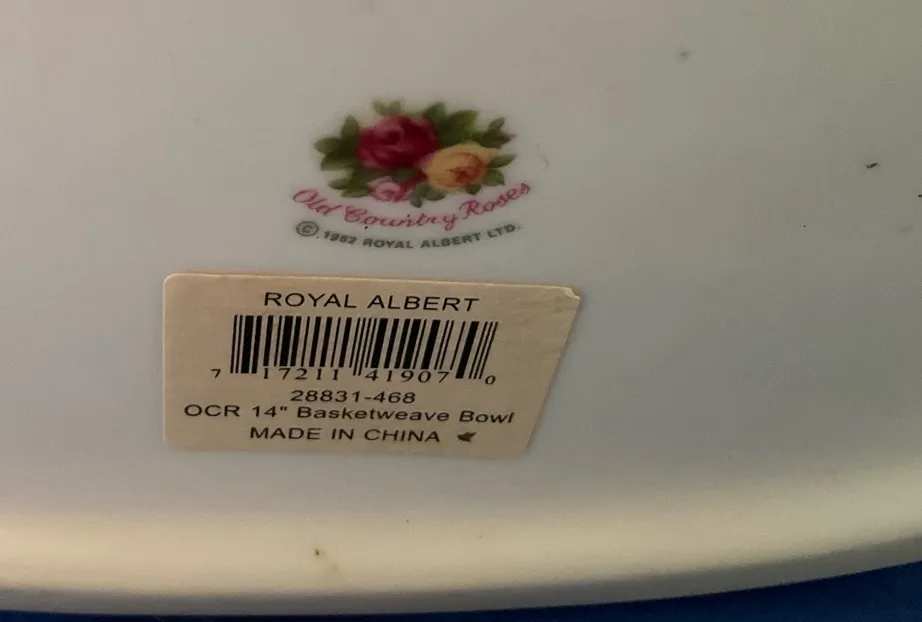 Old Country Roses
© 1962 ROYAL ALBERT LTD.
ROYAL ALBERT
7 17211 41907 0
28831-468
OCR 14" Basketweave Bowl
MADE IN CHINA